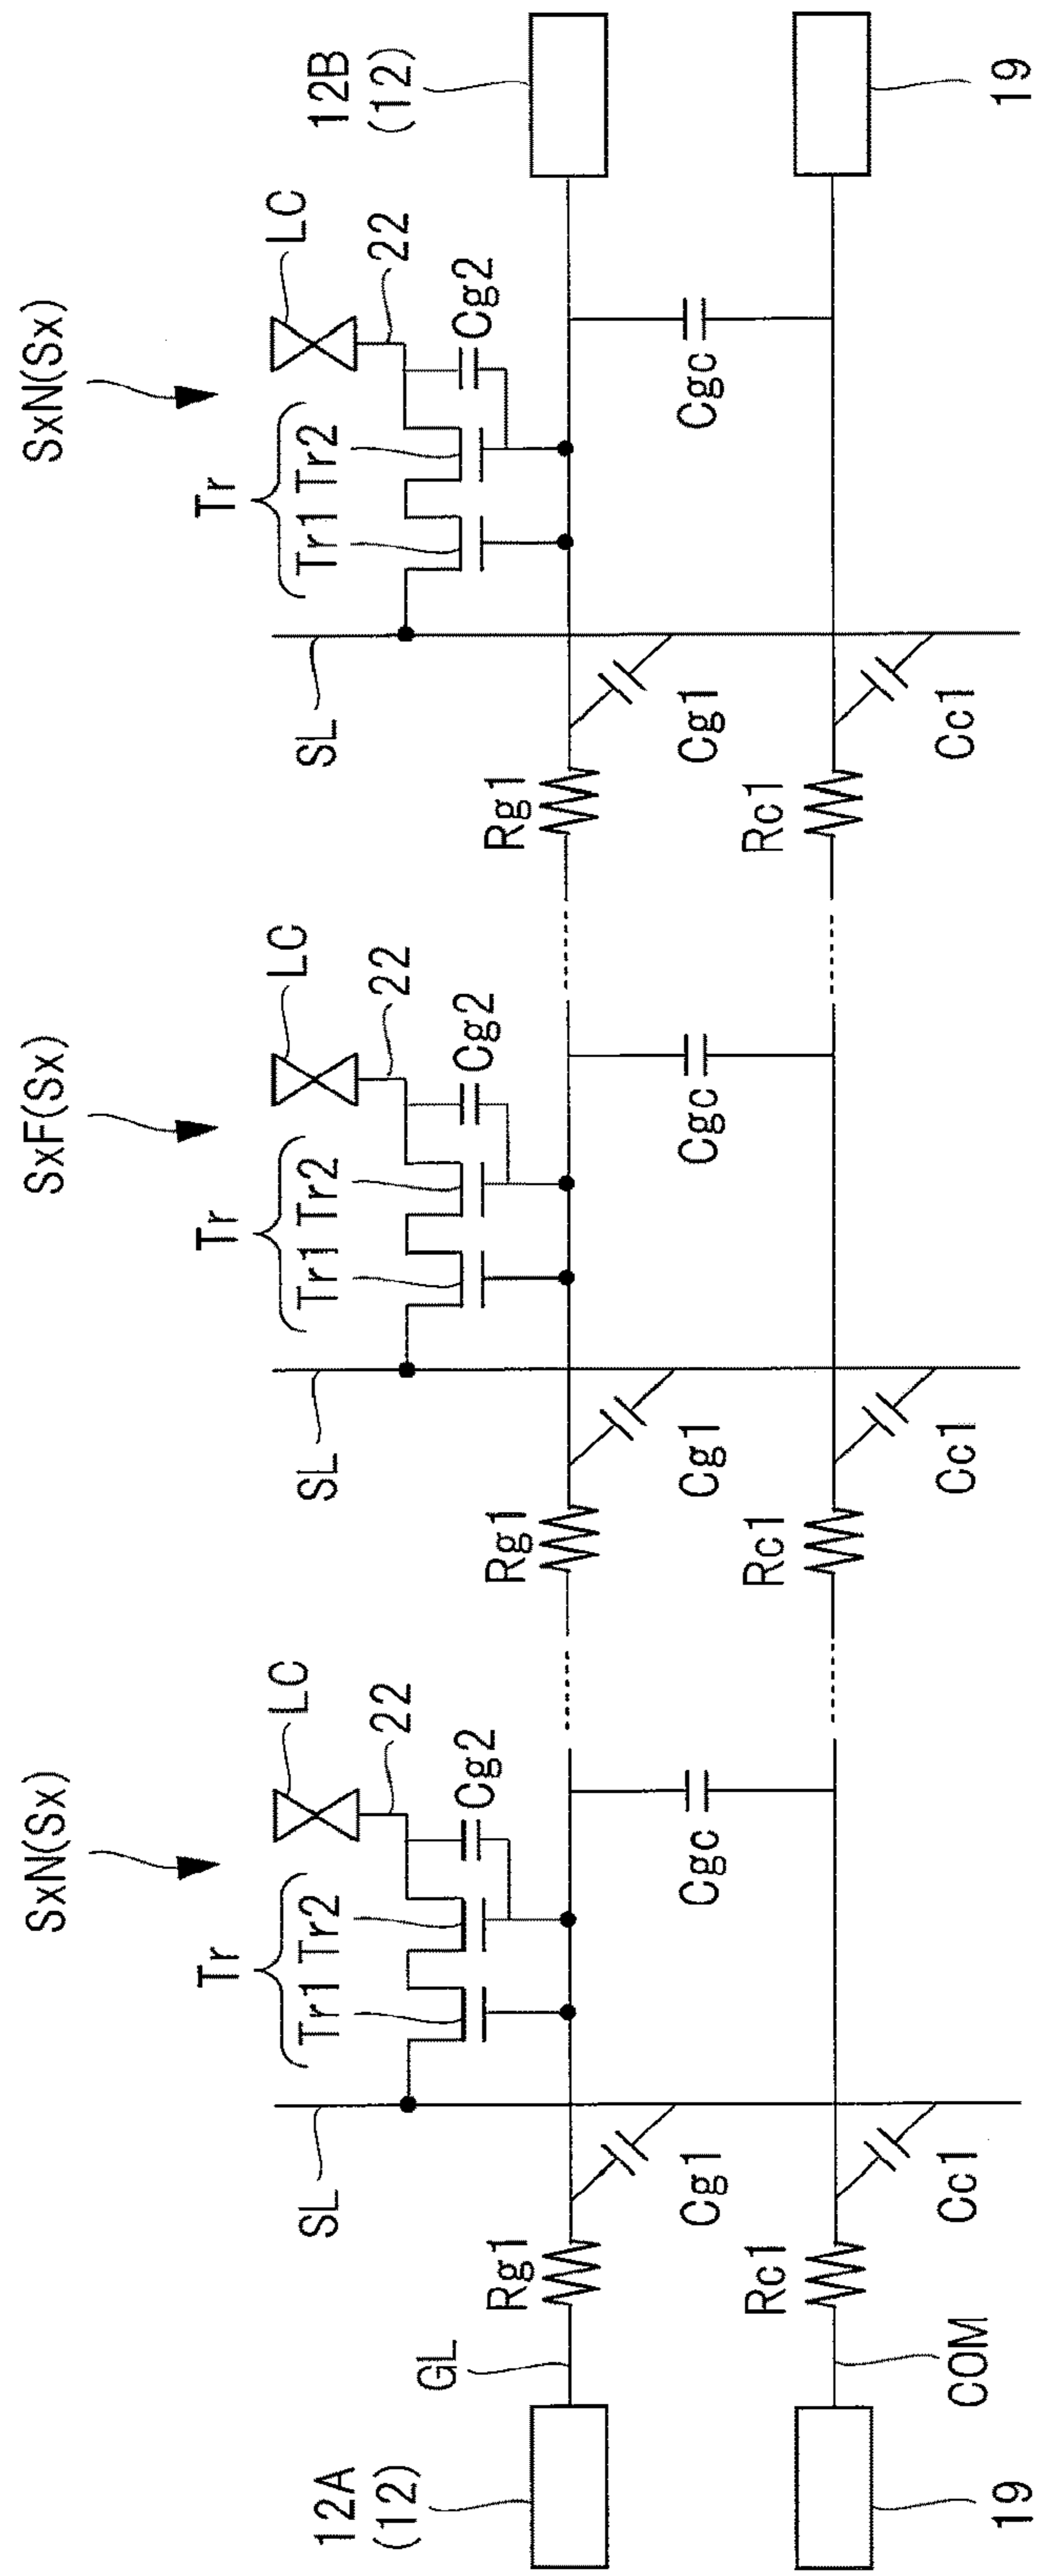 SxN(Sx)
SxF(Sx)
SxN(Sx)
Tr
Tr
Tr
Tr1 Tr2
LC
Tr1 Tr2
LC
Tr1 Tr2
LC
12A
(12)
SL
22
SL
22
SL
22
12B
(12)
GL
Cg2
Cg2
Cg2
Rg1
Rg1
Rg1
Cg1
Cgc
Cg1
Cgc
Cg1
Cgc
Rc1
Rc1
Rc1
COM
Cc1
Cc1
Cc1
19
19